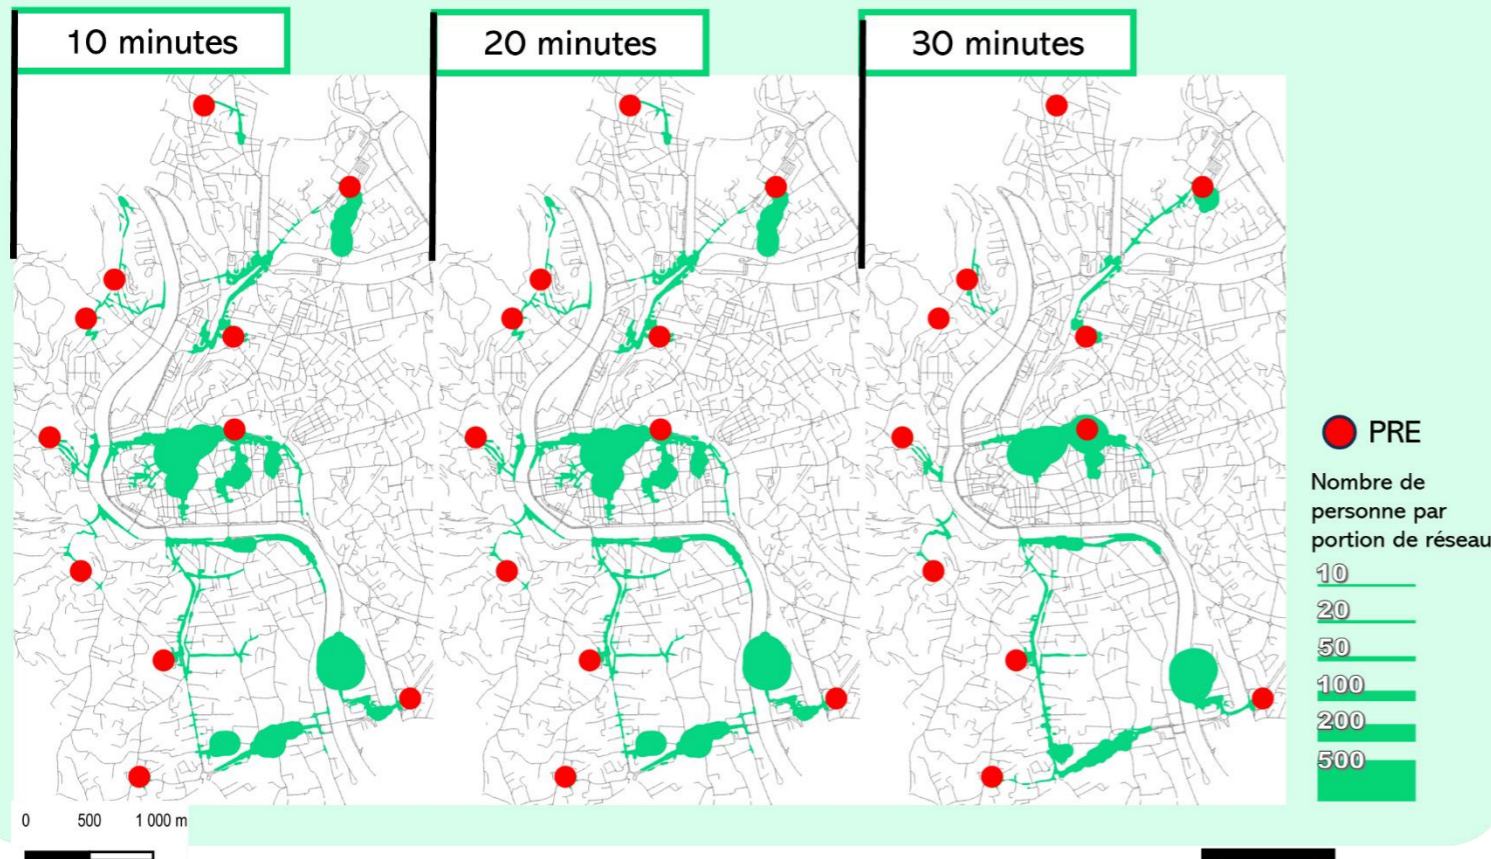 10 minutes
20 minutes
30 minutes
PRE
Nombre de
personne par
portion de réseau
10
20
50
100
200
500
0 500 1 000 m